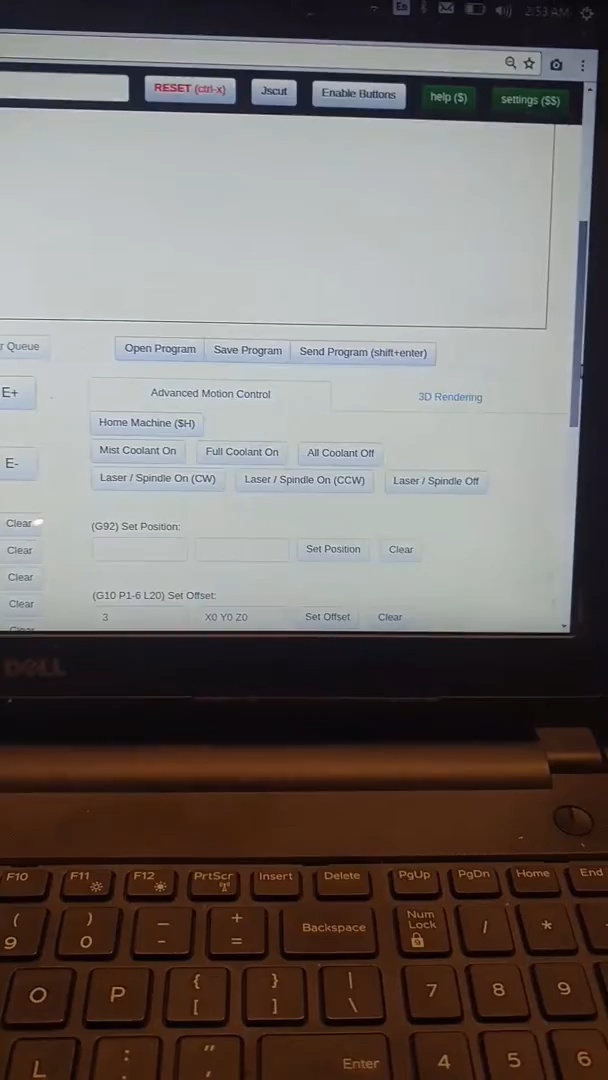 En 2:53 AM
RESET (ctrl-x) Jscut Enable Buttons help ($) settings ($$)
r Queue Open Program Save Program Send Program (shift+enter)
E+ Advanced Motion Control 3D Rendering
Home Machine ($H)
E- Mist Coolant On Full Coolant On All Coolant Off
Laser / Spindle On (CW) Laser / Spindle On (CCW) Laser / Spindle Off
Clear (G92) Set Position:
Clear Set Position Clear
Clear
Clear (G10 P1-6 L20) Set Offset:
Clear 3 X0 Y0 Z0 Set Offset Clear
DELL
F10 F11 F12 PrtScr Insert Delete PgUp PgDn Home End
( ) _ + Backspace Num
9 0 - = Lock / *
O P { } | 7 8 9
[ ] \
L : " Enter 4 5 6
; '